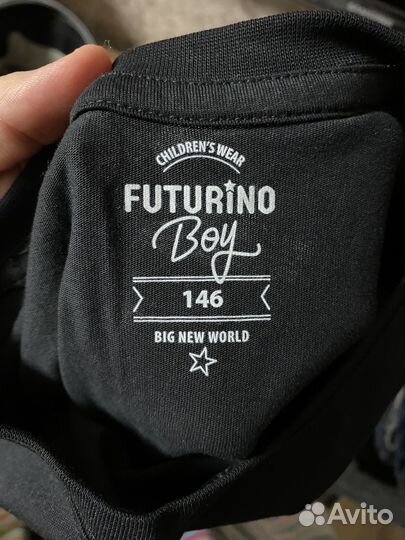 CHILDREN'S WEAR
FUTURiNO
Boy
146
BIG NEW WORLD
Avito